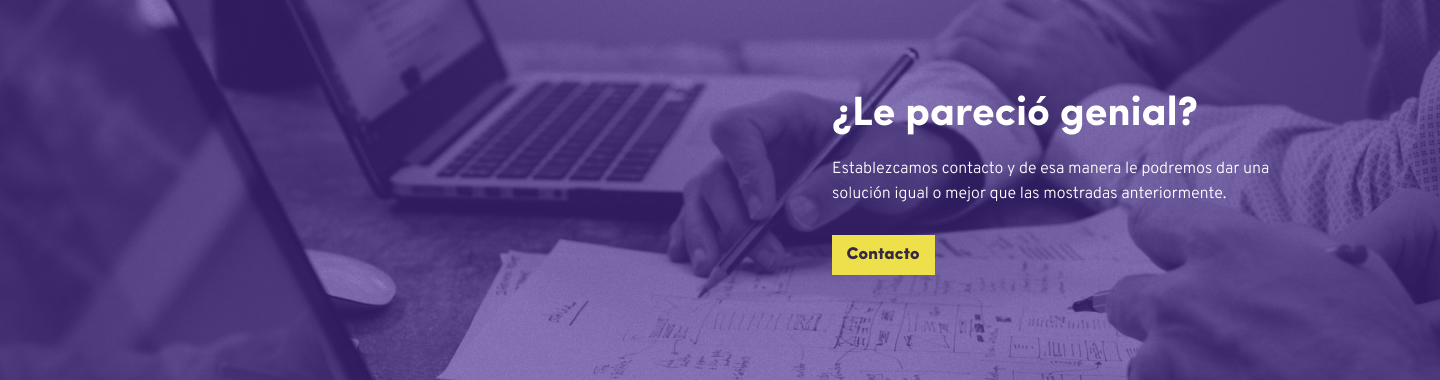 ¿Le pareció genial?
Establezcamos contacto y de esa manera le podremos dar una
solución igual o mejor que las mostradas anteriormente.
Contacto